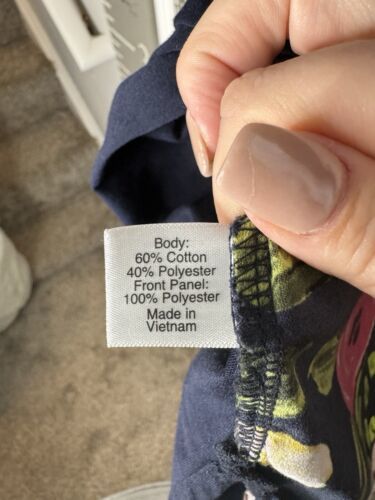 Body:
60% Cotton
40% Polyester
Front Panel:
100% Polyester
Made in
Vietnam